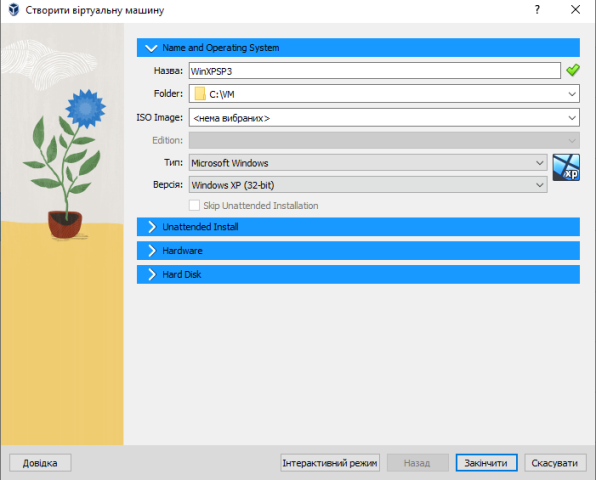 Створити віртуальну машину
Name and Operating System
Назва: WinXPSP3
Folder: C:\VM
ISO Image: <нема вибраних>
Edition:
Тип: Microsoft Windows
xp
Версія: Windows XP (32-bit)
Skip Unattended Installation
Unattended Install
Hardware
Hard Disk
Довідка Інтерактивний режим Назад Закінчити Скасувати